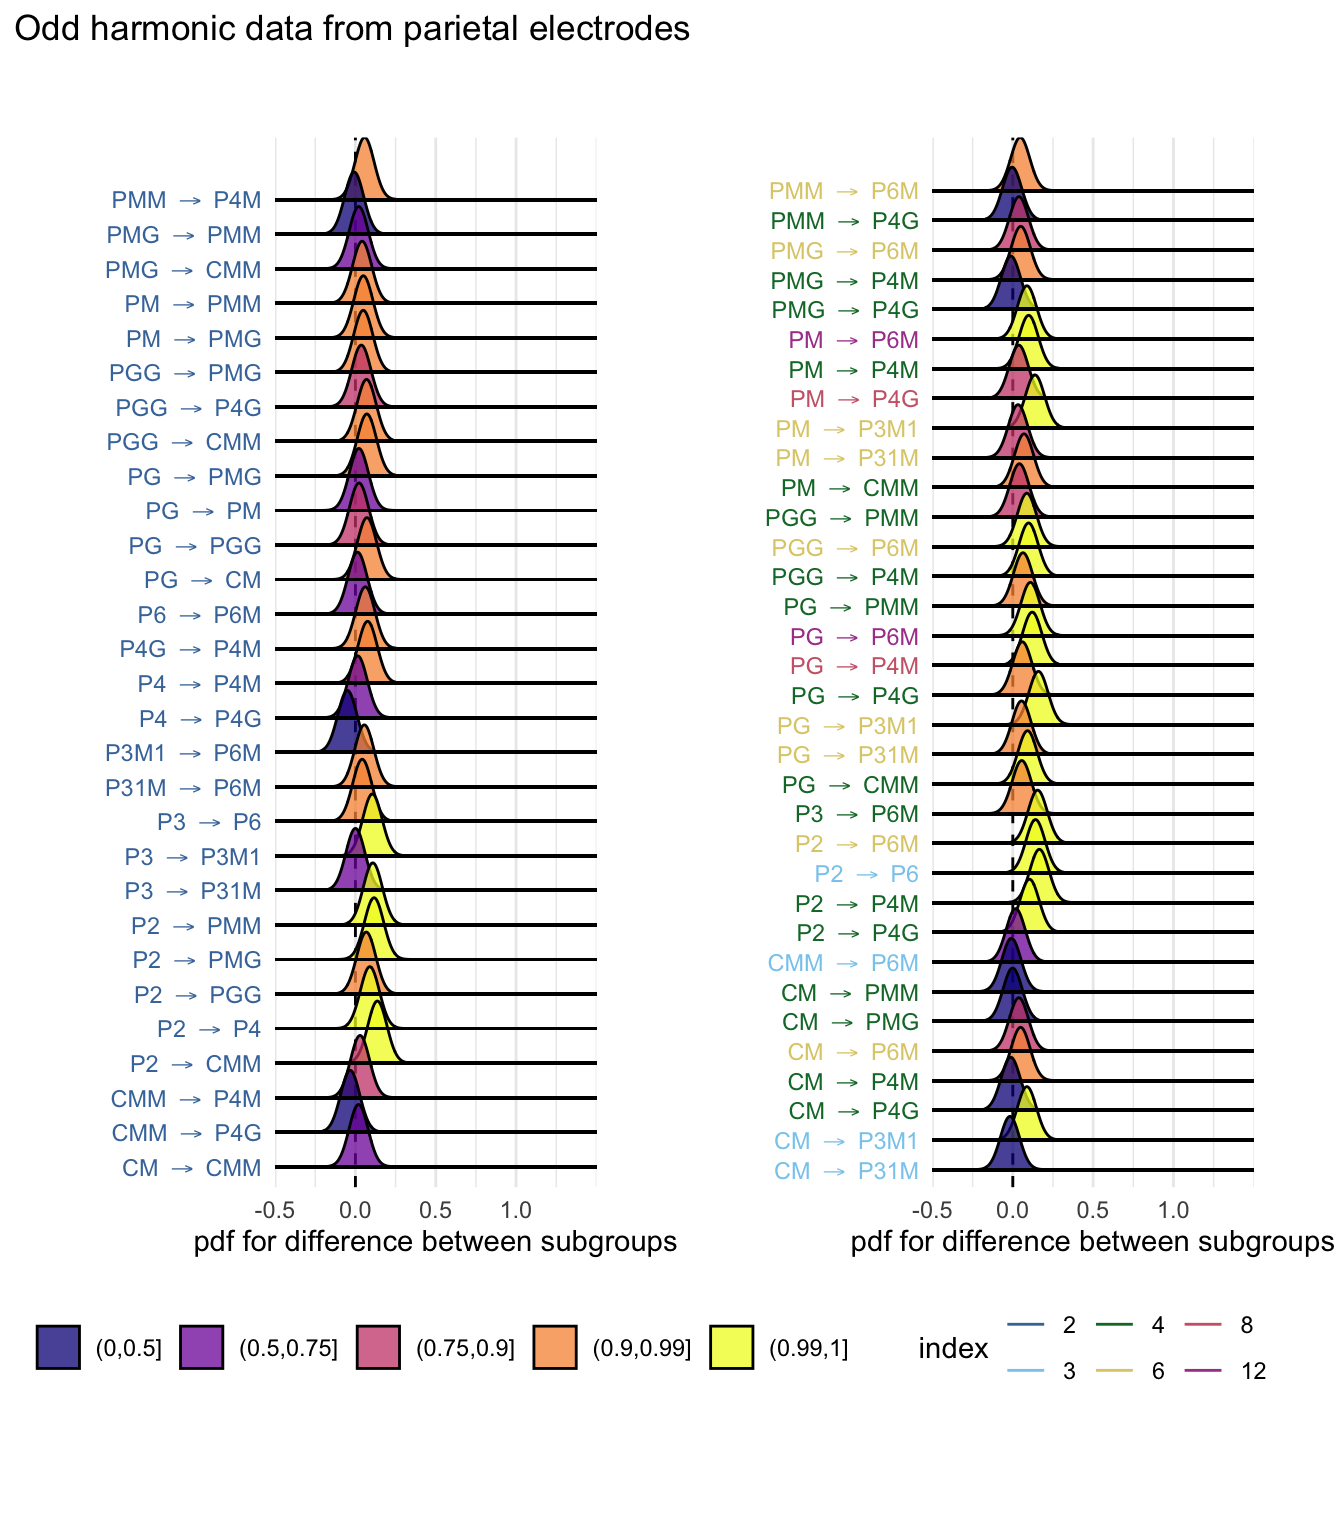 Odd harmonic data from parietal electrodes
PMM → P4M
PMG → PMM
PMG → CMM
PM → PMM
PM → PMG
PGG → PMG
PGG → P4G
PGG → CMM
PG → PMG
PG → PM
PG → PGG
PG → CM
P6 → P6M
P4G → P4M
P4 → P4M
P4 → P4G
P3M1 → P6M
P31M → P6M
P3 → P6
P3 → P3M1
P3 → P31M
P2 → PMM
P2 → PMG
P2 → PGG
P2 → P4
P2 → CMM
CMM → P4M
CMM → P4G
CM → CMM
-0.5 0.0 0.5 1.0
pdf for difference between subgroups
PMM → P6M
PMM → P4G
PMG → P6M
PMG → P4M
PMG → P4G
PM → P6M
PM → P4M
PM → P4G
PM → P3M1
PM → P31M
PM → CMM
PGG → PMM
PGG → P6M
PGG → P4M
PG → PMM
PG → P6M
PG → P4M
PG → P4G
PG → P3M1
PG → P31M
PG → CMM
P3 → P6M
P2 → P6M
P2 → P6
P2 → P4M
P2 → P4G
CMM → P6M
CM → PMM
CM → PMG
CM → P6M
CM → P4M
CM → P4G
CM → P3M1
CM → P31M
-0.5 0.0 0.5 1.0
pdf for difference between subgroups
(0,0.5] (0.5,0.75] (0.75,0.9] (0.9,0.99] (0.99,1]
index
2 4 8
3 6 12